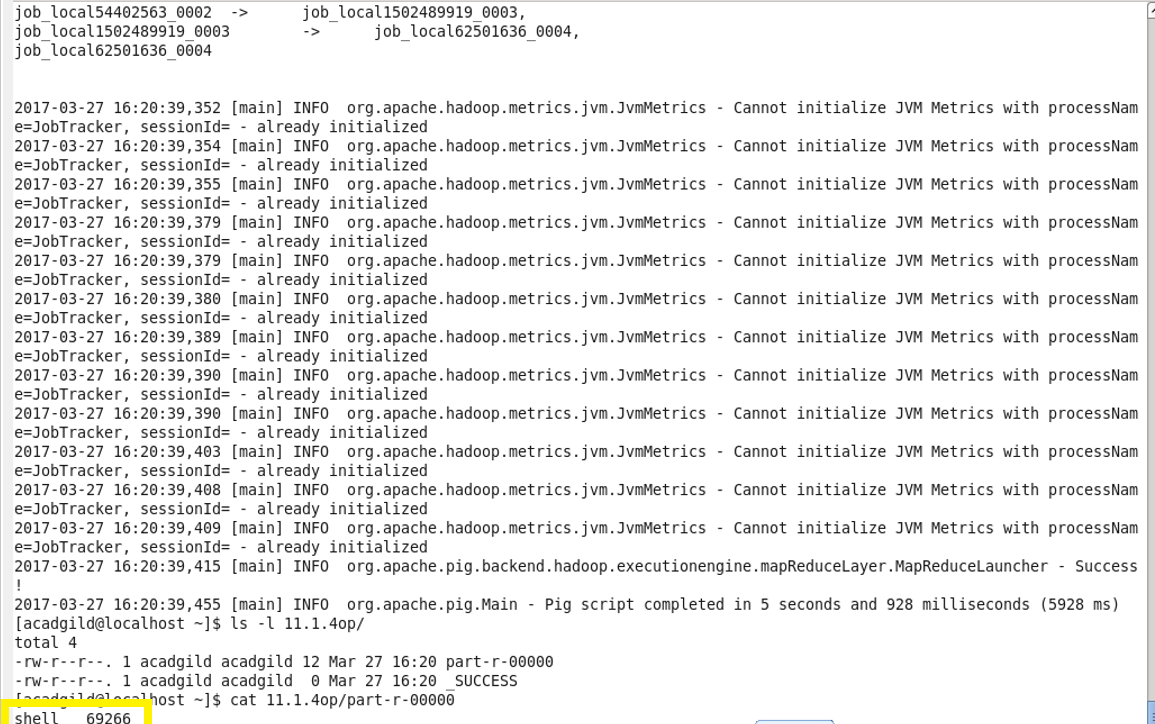 job_local54402563_0002  ->      job_local1502489919_0003,
job_local1502489919_0003        ->      job_local62501636_0004,
job_local62501636_0004
2017-03-27 16:20:39,352 [main] INFO  org.apache.hadoop.metrics.jvm.JvmMetrics - Cannot initialize JVM Metrics with processNam
e=JobTracker, sessionId= - already initialized
2017-03-27 16:20:39,354 [main] INFO  org.apache.hadoop.metrics.jvm.JvmMetrics - Cannot initialize JVM Metrics with processNam
e=JobTracker, sessionId= - already initialized
2017-03-27 16:20:39,355 [main] INFO  org.apache.hadoop.metrics.jvm.JvmMetrics - Cannot initialize JVM Metrics with processNam
e=JobTracker, sessionId= - already initialized
2017-03-27 16:20:39,379 [main] INFO  org.apache.hadoop.metrics.jvm.JvmMetrics - Cannot initialize JVM Metrics with processNam
e=JobTracker, sessionId= - already initialized
2017-03-27 16:20:39,379 [main] INFO  org.apache.hadoop.metrics.jvm.JvmMetrics - Cannot initialize JVM Metrics with processNam
e=JobTracker, sessionId= - already initialized
2017-03-27 16:20:39,380 [main] INFO  org.apache.hadoop.metrics.jvm.JvmMetrics - Cannot initialize JVM Metrics with processNam
e=JobTracker, sessionId= - already initialized
2017-03-27 16:20:39,389 [main] INFO  org.apache.hadoop.metrics.jvm.JvmMetrics - Cannot initialize JVM Metrics with processNam
e=JobTracker, sessionId= - already initialized
2017-03-27 16:20:39,390 [main] INFO  org.apache.hadoop.metrics.jvm.JvmMetrics - Cannot initialize JVM Metrics with processNam
e=JobTracker, sessionId= - already initialized
2017-03-27 16:20:39,390 [main] INFO  org.apache.hadoop.metrics.jvm.JvmMetrics - Cannot initialize JVM Metrics with processNam
e=JobTracker, sessionId= - already initialized
2017-03-27 16:20:39,403 [main] INFO  org.apache.hadoop.metrics.jvm.JvmMetrics - Cannot initialize JVM Metrics with processNam
e=JobTracker, sessionId= - already initialized
2017-03-27 16:20:39,408 [main] INFO  org.apache.hadoop.metrics.jvm.JvmMetrics - Cannot initialize JVM Metrics with processNam
e=JobTracker, sessionId= - already initialized
2017-03-27 16:20:39,409 [main] INFO  org.apache.hadoop.metrics.jvm.JvmMetrics - Cannot initialize JVM Metrics with processNam
e=JobTracker, sessionId= - already initialized
2017-03-27 16:20:39,415 [main] INFO  org.apache.pig.backend.hadoop.executionengine.mapReduceLayer.MapReduceLauncher - Success
!
2017-03-27 16:20:39,455 [main] INFO  org.apache.pig.Main - Pig script completed in 5 seconds and 928 milliseconds (5928 ms)
[acadgild@localhost ~]$ ls -l 11.1.4op/
total 4
-rw-r--r--. 1 acadgild acadgild 12 Mar 27 16:20 part-r-00000
-rw-r--r--. 1 acadgild acadgild  0 Mar 27 16:20 _SUCCESS
[acadgild@localhost ~]$ cat 11.1.4op/part-r-00000
shell   69266